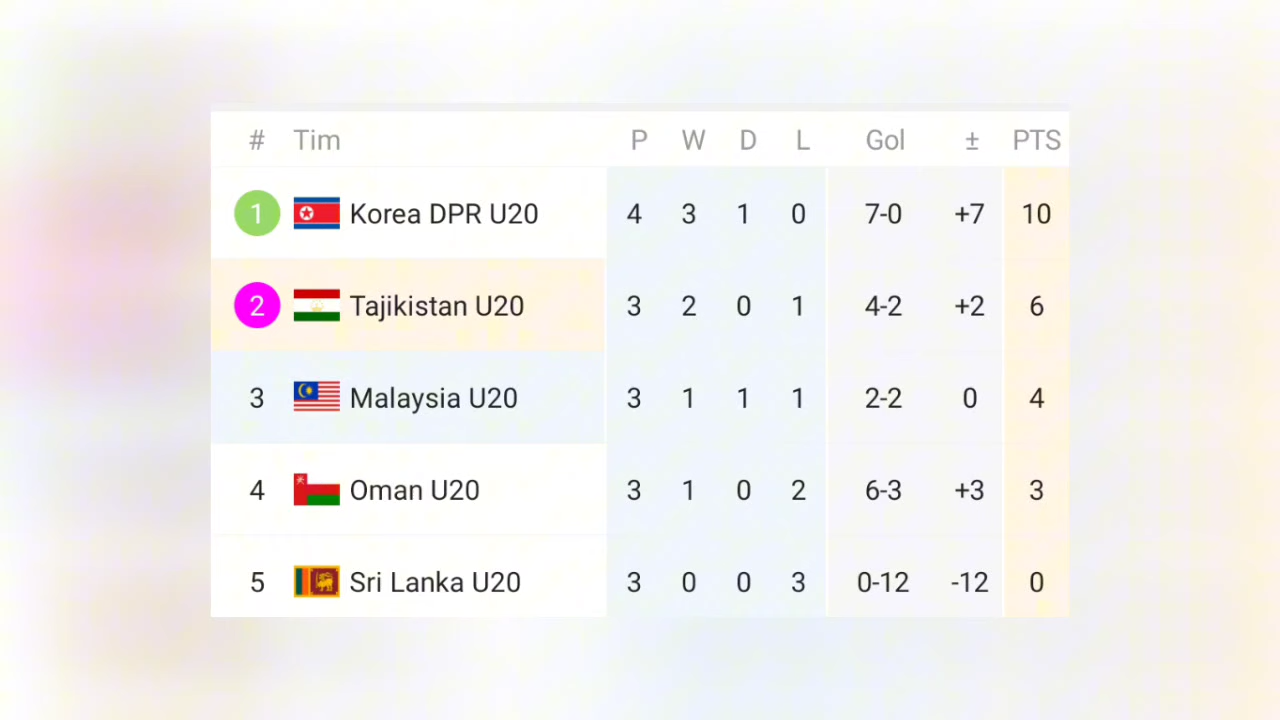 # Tim P W D L Gol ± PTS
1 Korea DPR U20 4 3 1 0 7-0 +7 10
2 Tajikistan U20 3 2 0 1 4-2 +2 6
3 Malaysia U20 3 1 1 1 2-2 0 4
4 Oman U20 3 1 0 2 6-3 +3 3
5 Sri Lanka U20 3 0 0 3 0-12 -12 0